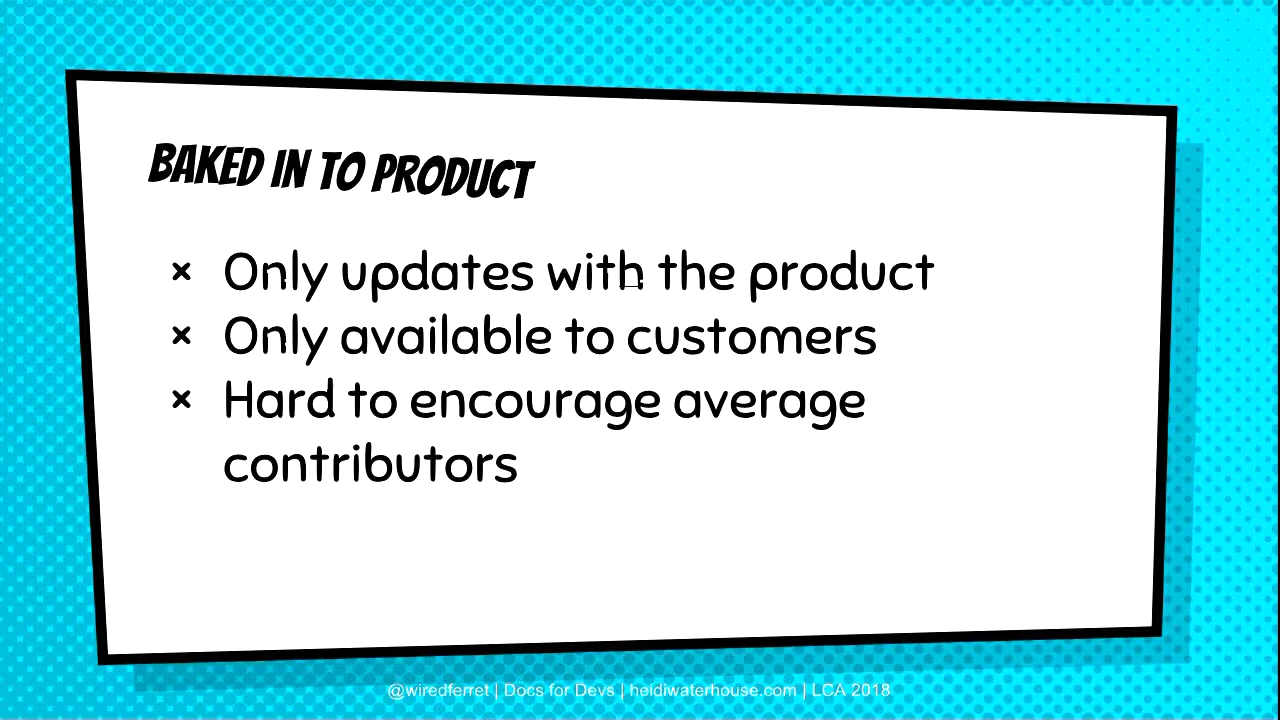 BAKED IN TO PRODUCT
× Only updates with the product
× Only available to customers
× Hard to encourage average
contributors
@wiredferret | Docs for Devs | heidiwaterhouse.com | LCA 2018